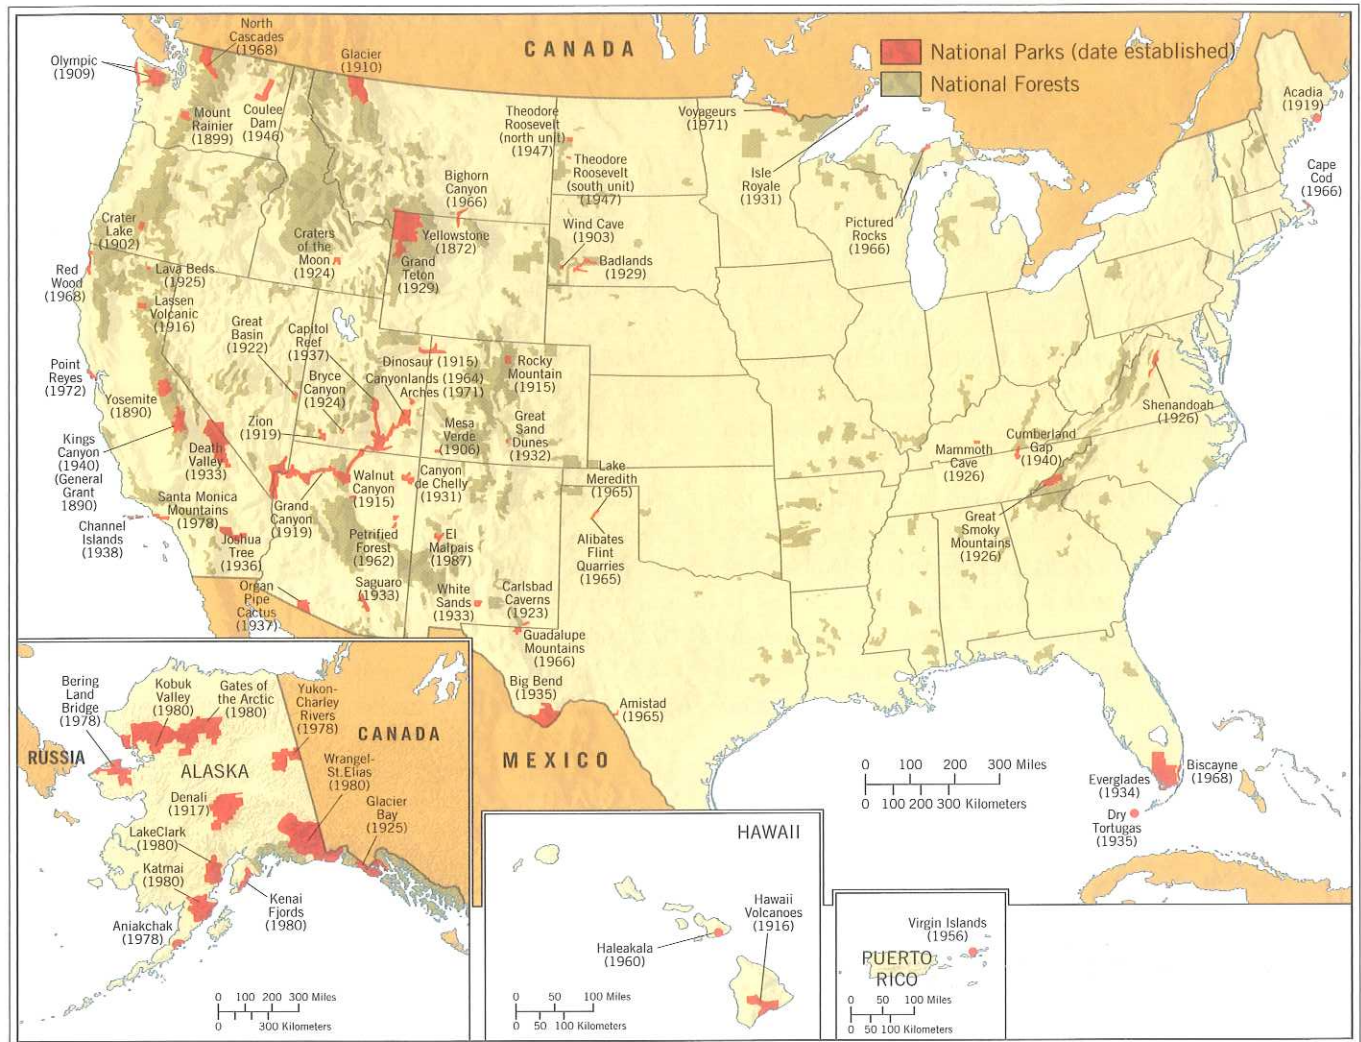 CANADA
National Parks (date established)
National Forests
North
Cascades
(1968)
Olympic
(1909)
Glacier
(1910)
Mount
Rainier
(1899)
Coulee
Dam
(1946)
Theodore
Roosevelt
(north unit)
(1947)
Theodore
Roosevelt
(south unit)
(1947)
Voyageurs
(1971)
Isle
Royale
(1931)
Pictured
Rocks
(1966)
Acadia
(1919)
Cape
Cod
(1966)
Bighorn
Canyon
(1966)
Yellowstone
(1872)
Grand
Teton
(1929)
Wind Cave
(1903)
Badlands
(1929)
Crater
Lake
(1902)
Craters
of the
Moon
(1924)
Red
Wood
(1968)
Lava Beds
(1925)
Lassen
Volcanic
(1916)
Great
Basin
(1922)
Capitol
Reef
(1937)
Dinosaur (1915)
Canyonlands (1964)
Arches (1971)
Rocky
Mountain
(1915)
Point
Reyes
(1972)
Yosemite
(1890)
Bryce
Canyon
(1924)
Zion
(1919)
Mesa
Verde
(1906)
Great
Sand
Dunes
(1932)
Shenandoah
(1926)
Kings
Canyon
(1940)
(General
Grant
1890)
Death
Valley
(1933)
Mammoth
Cave
(1926)
Cumberland
Gap
(1940)
Lake
Meredith
(1965)
Walnut
Canyon
(1915)
Canyon
de Chelly
(1931)
Santa Monica
Mountains
(1978)
Grand
Canyon
(1919)
Channel
Islands
(1938)
Joshua
Tree
(1936)
Petrified
Forest
(1962)
El
Malpais
(1987)
Alibates
Flint
Quarries
(1965)
Great
Smoky
Mountains
(1926)
Organ
Pipe
Cactus
(1937)
Saguaro
(1933)
White
Sands
(1933)
Carlsbad
Caverns
(1923)
Guadalupe
Mountains
(1966)
Big Bend
(1935)
Amistad
(1965)
MEXICO
0 100 200 300 Miles
0 100 200 300 Kilometers
Everglades
(1934)
Biscayne
(1968)
Dry
Tortugas
(1935)
Bering
Land
Bridge
(1978)
Kobuk
Valley
(1980)
Gates of
the Arctic
(1980)
Yukon-
Charley
Rivers
(1978)
CANADA
RUSSIA
ALASKA
Wrangel-
St.Elias
(1980)
Denali
(1917)
Glacier
Bay
(1925)
LakeClark
(1980)
Katmai
(1980)
Kenai
Fjords
(1980)
Aniakchak
(1978)
0 100 200 300 Miles
0 300 Kilometers
HAWAII
Hawaii
Volcanoes
(1916)
Haleakala
(1960)
0 50 100 Miles
0 50 100 Kilometers
Virgin Islands
(1956)
PUERTO
RICO
0 50 100 Miles
0 50 100 Kilometers